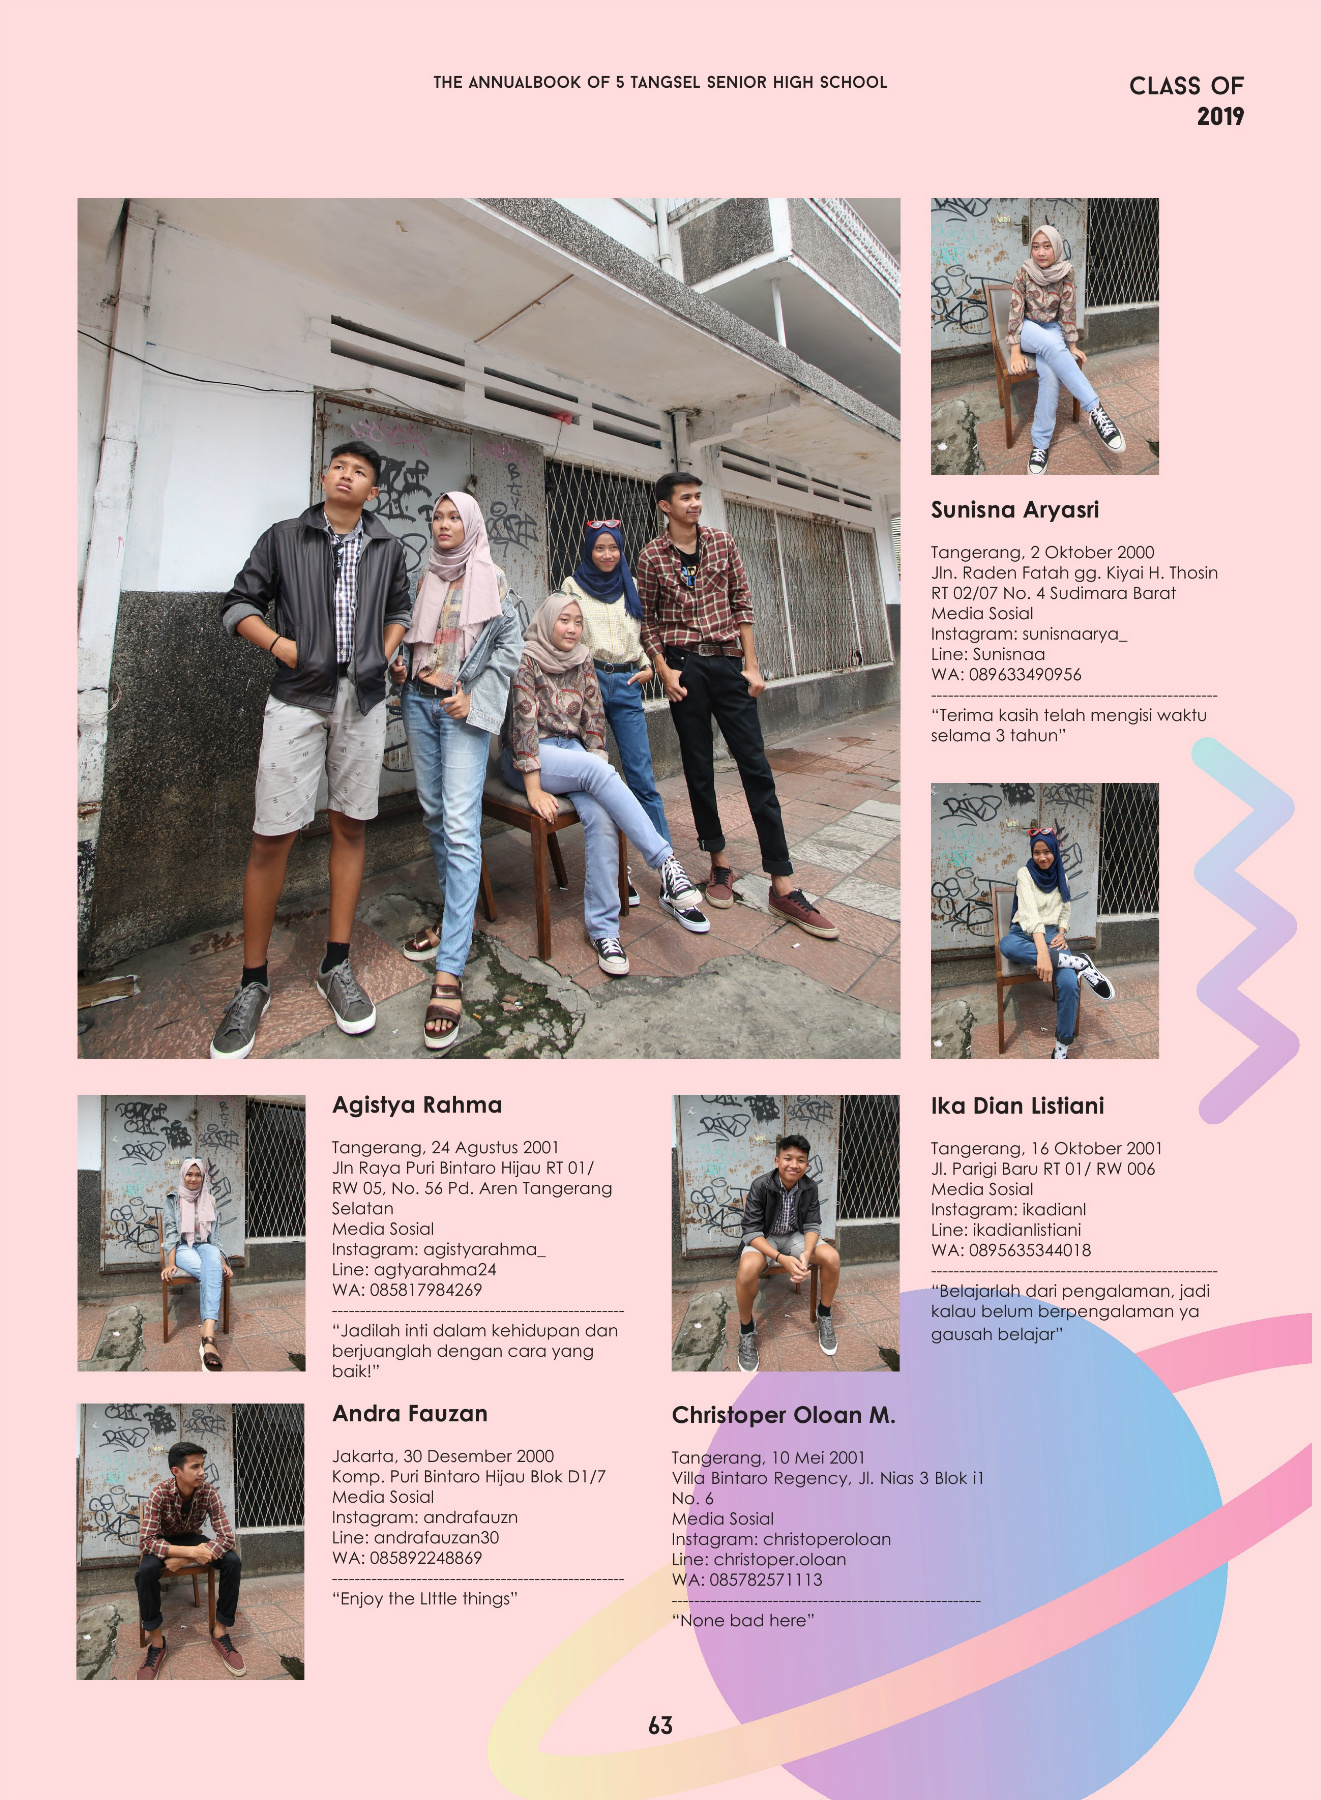 THE ANNUALBOOK OF 5 TANGSEL SENIOR HIGH SCHOOL
CLASS OF
2019
Sunisna Aryasri
Tangerang, 2 Oktober 2000
Jln. Raden Fatah gg. Kiyai H. Thosin
RT 02/07 No. 4 Sudimara Barat
Media Sosial
Instagram: sunisnaarya_
Line: Sunisnaa
WA: 089633490956
“Terima kasih telah mengisi waktu
selama 3 tahun”
Agistya Rahma
Tangerang, 24 Agustus 2001
Jln Raya Puri Bintaro Hijau RT 01/
RW 05, No. 56 Pd. Aren Tangerang
Selatan
Media Sosial
Instagram: agistyarahma_
Line: agtyarahma24
WA: 085817984269
“Jadilah inti dalam kehidupan dan
berjuanglah dengan cara yang
baik!”
Ika Dian Listiani
Tangerang, 16 Oktober 2001
Jl. Parigi Baru RT 01/ RW 006
Media Sosial
Instagram: ikadianl
Line: ikadianlistiani
WA: 0895635344018
“Belajarlah dari pengalaman, jadi
kalau belum berpengalaman ya
gausah belajar”
Andra Fauzan
Jakarta, 30 Desember 2000
Komp. Puri Bintaro Hijau Blok D1/7
Media Sosial
Instagram: andrafauzn
Line: andrafauzan30
WA: 085892248869
“Enjoy the LIttle things”
Christoper Oloan M.
Tangerang, 10 Mei 2001
Villa Bintaro Regency, Jl. Nias 3 Blok i1
No. 6
Media Sosial
Instagram: christoperoloan
Line: christoper.oloan
WA: 085782571113
“None bad here”
63